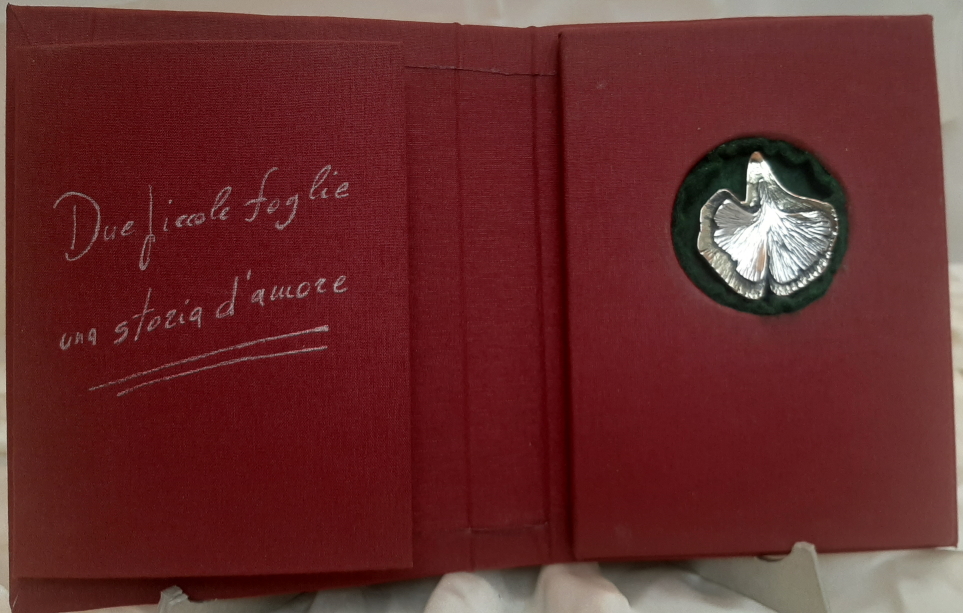 Due piccole foglie
una storia d'amore